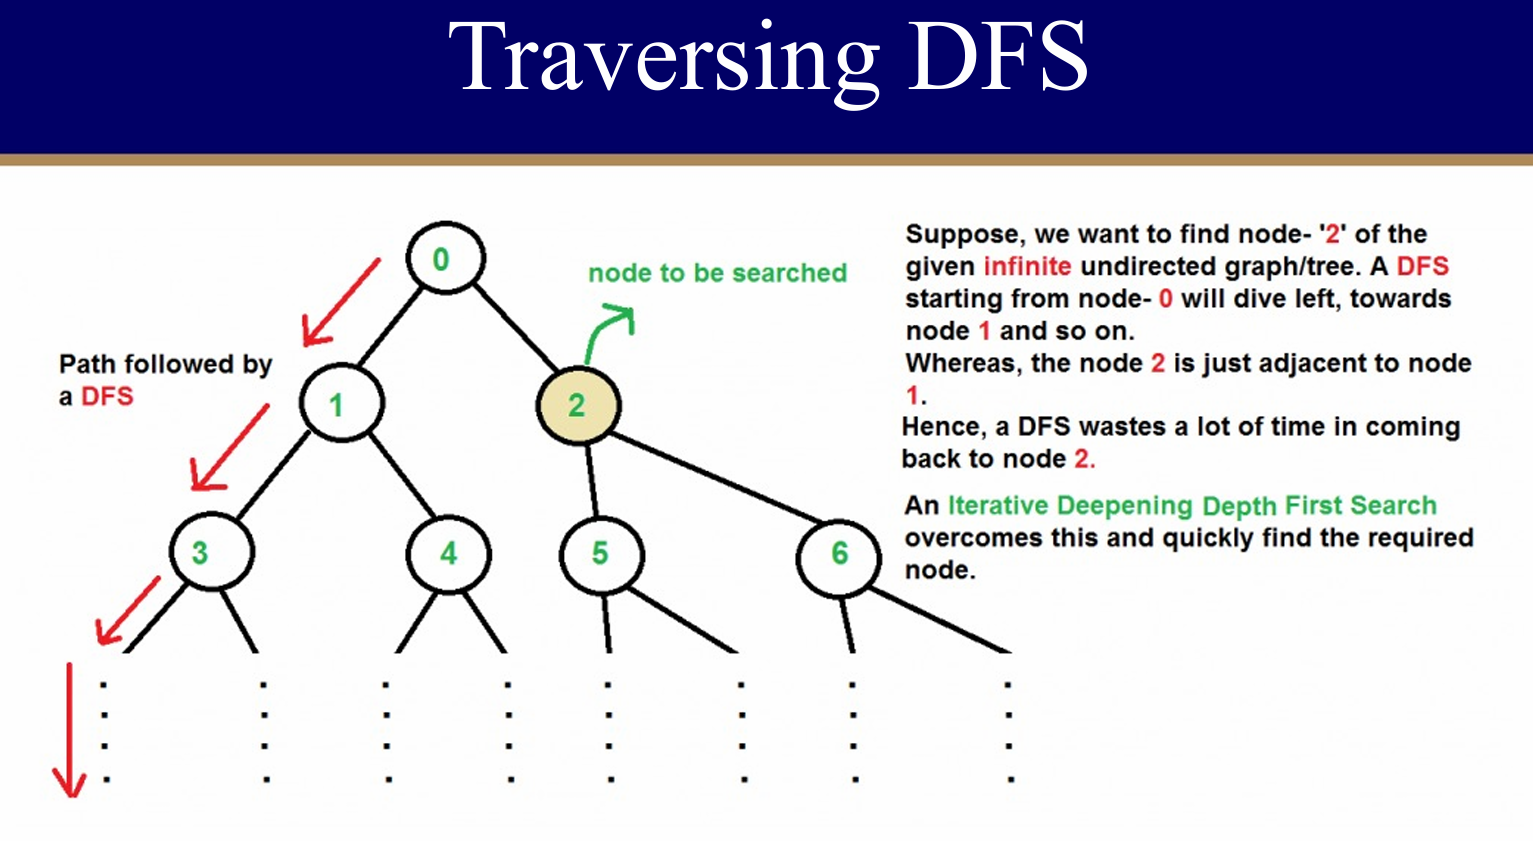 Traversing DFS
0
node to be searched
Path followed by
a DFS
1
2
3
4
5
6
Suppose, we want to find node- '2' of the
given infinite undirected graph/tree. A DFS
starting from node- 0 will dive left, towards
node 1 and so on.
Whereas, the node 2 is just adjacent to node
1.
Hence, a DFS wastes a lot of time in coming
back to node 2.
An Iterative Deepening Depth First Search
overcomes this and quickly find the required
node.